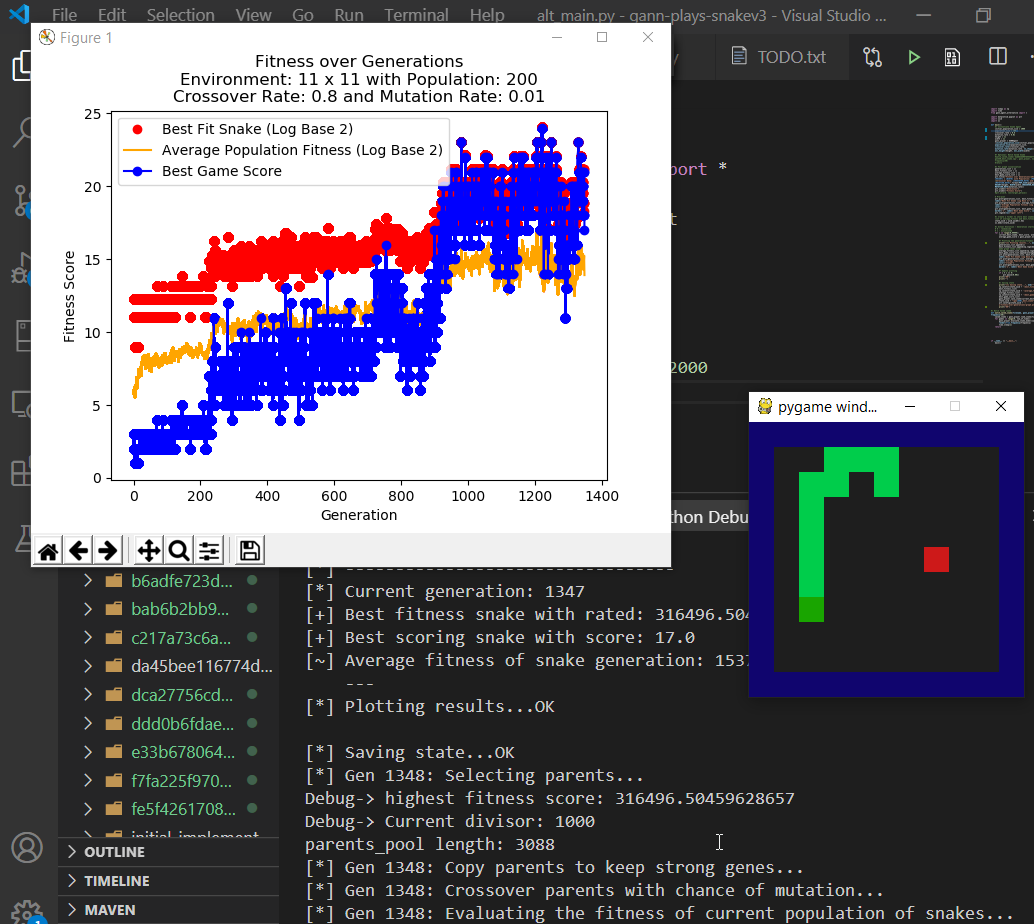 File Edit Selection View Go Run Terminal Help alt_main.py - qann-plays-snakev3 - Visual Studio ...
Figure 1
TODO.txt
Fitness over Generations
Environment: 11 x 11 with Population: 200
Crossover Rate: 0.8 and Mutation Rate: 0.01
Best Fit Snake (Log Base 2)
Average Population Fitness (Log Base 2)
Best Game Score
25
20
15
10
5
0
Fitness Score
0 200 400 600 800 1000 1200 1400
Generation
port *
t
2000
pygame wind...
thon Debu
b6adfe723d...
bab6b2bb9...
c217a73c6a...
da45bee116774d...
dca27756cd...
ddd0b6fdae...
e33b678064...
f7fa225f970...
fe5f4261708...
initial_implement
OUTLINE
TIMELINE
MAVEN
1
[*] ----------------------------------
[*] Current generation: 1347
[+] Best fitness snake with rated: 316496.504
[+] Best scoring snake with score: 17.0
[~] Average fitness of snake generation: 1537
---
[*] Plotting results...OK
[*] Saving state...OK
[*] Gen 1348: Selecting parents...
Debug-> highest fitness score: 316496.50459628657
Debug-> Current divisor: 1000
parents_pool length: 3088
[*] Gen 1348: Copy parents to keep strong genes...
[*] Gen 1348: Crossover parents with chance of mutation...
[*] Gen 1348: Evaluating the fitness of current population of snakes...